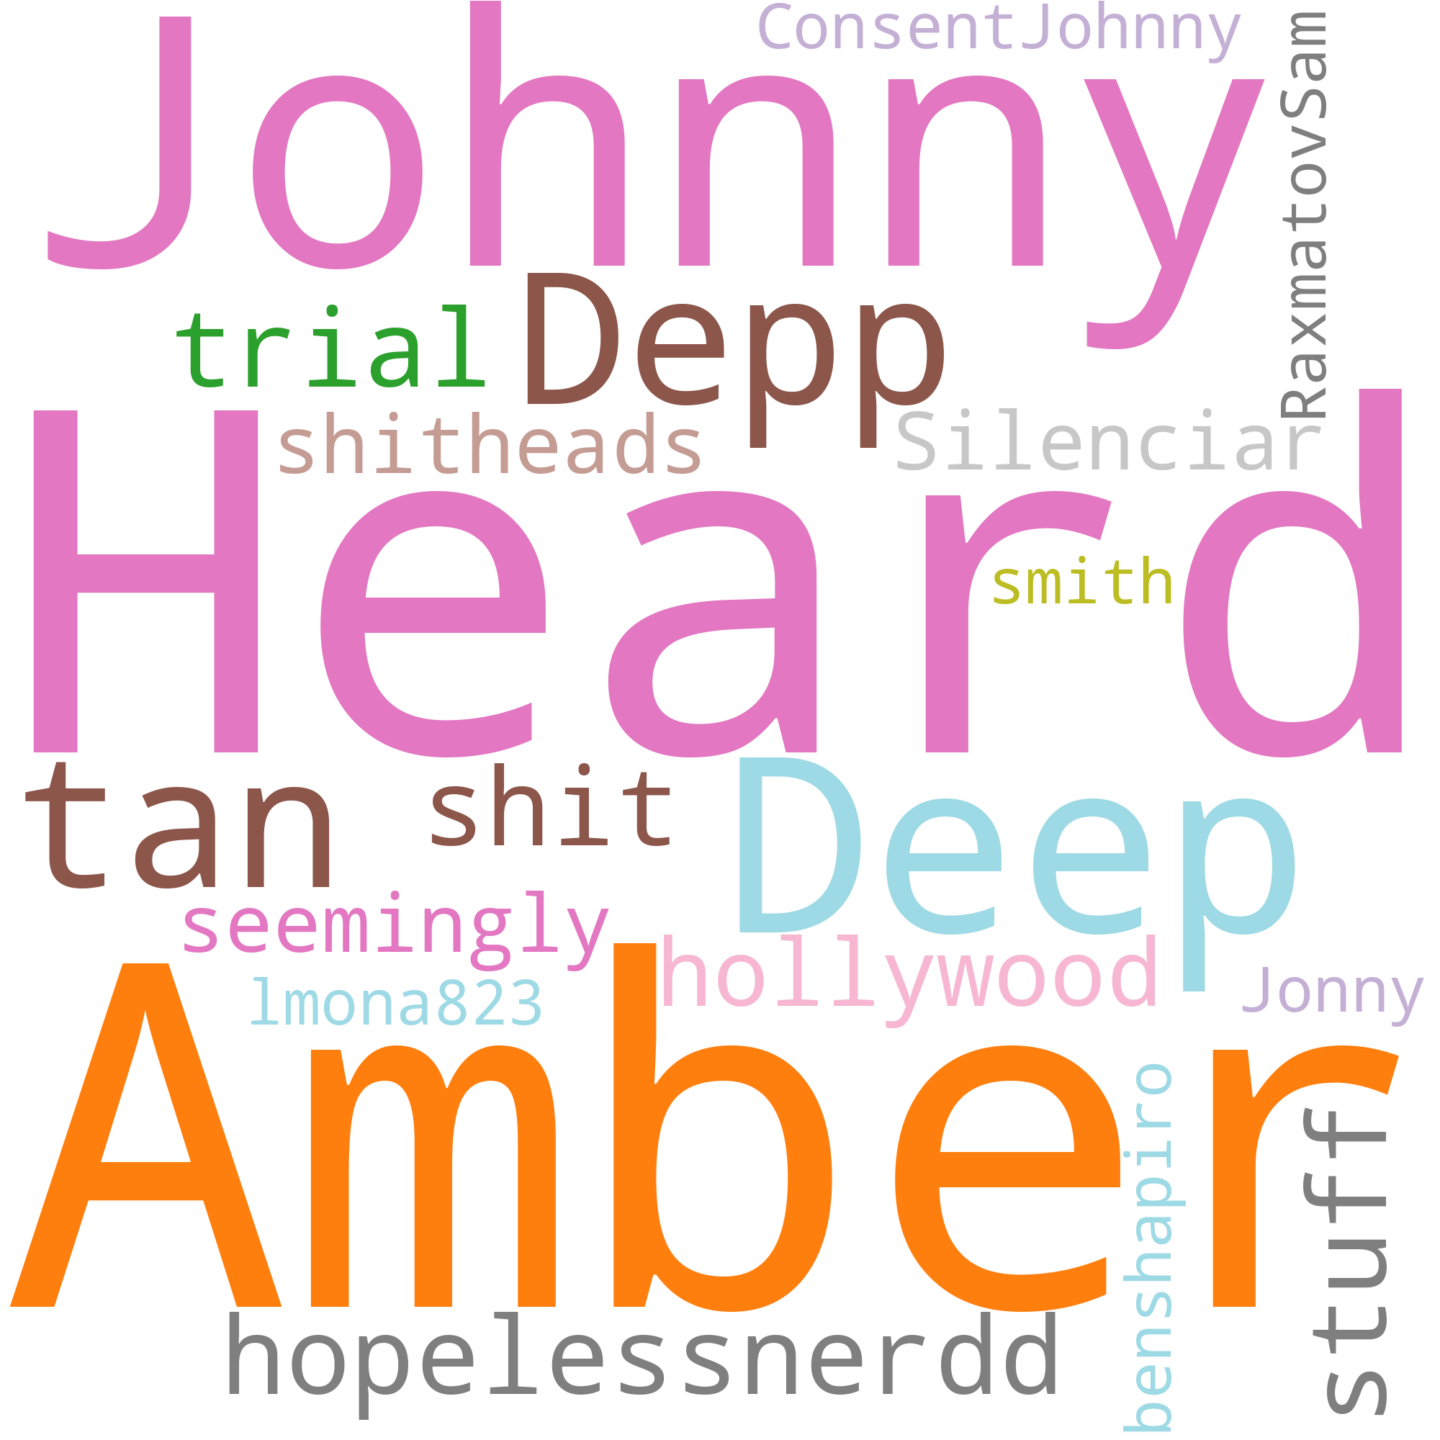 ConsentJohnny
Johnny
RaxmatovSam
trial
Depp
shitheads
Silenciar
Heard
smith
tan
shit
Deep
seemingly
hollywood
lmona823
Jonny
Amber
benshapiro
stuff
hopelessnerdd